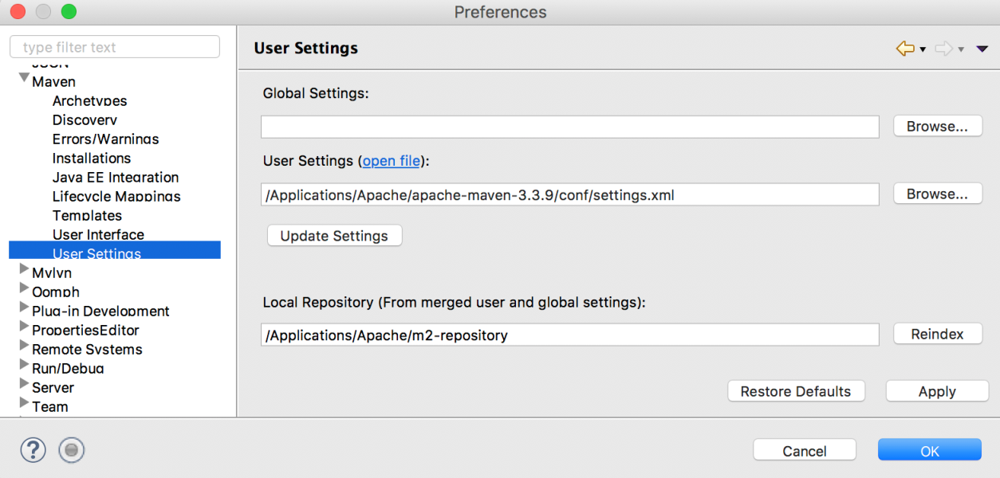 Preferences
type filter text
User Settings
JSON
Maven
Archetypes
Discovery
Errors/Warnings
Installations
Java EE Integration
Lifecycle Mappings
Templates
User Interface
User Settings
Mylyn
Oomph
Plug-in Development
PropertiesEditor
Remote Systems
Run/Debug
Server
Team
Global Settings:
Browse...
User Settings (open file):
/Applications/Apache/apache-maven-3.3.9/conf/settings.xml
Browse...
Update Settings
Local Repository (From merged user and global settings):
/Applications/Apache/m2-repository
Reindex
Restore Defaults
Apply
?
Cancel
OK